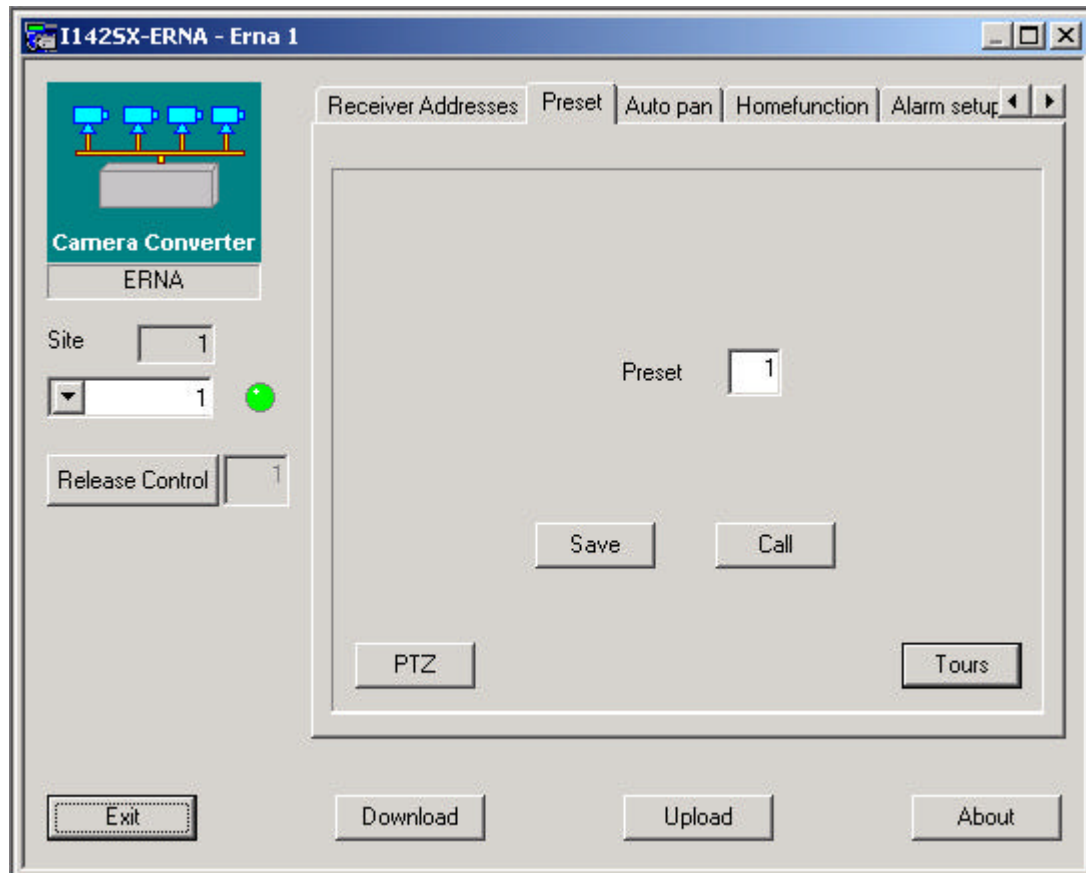 I142SX-ERNA - Erna 1
Camera Converter
ERNA
Site 1
1
Release Control 1
Receiver Addresses Preset Auto pan Homefunction Alarm setup
Preset 1
Save Call
PTZ Tours
Exit Download Upload About